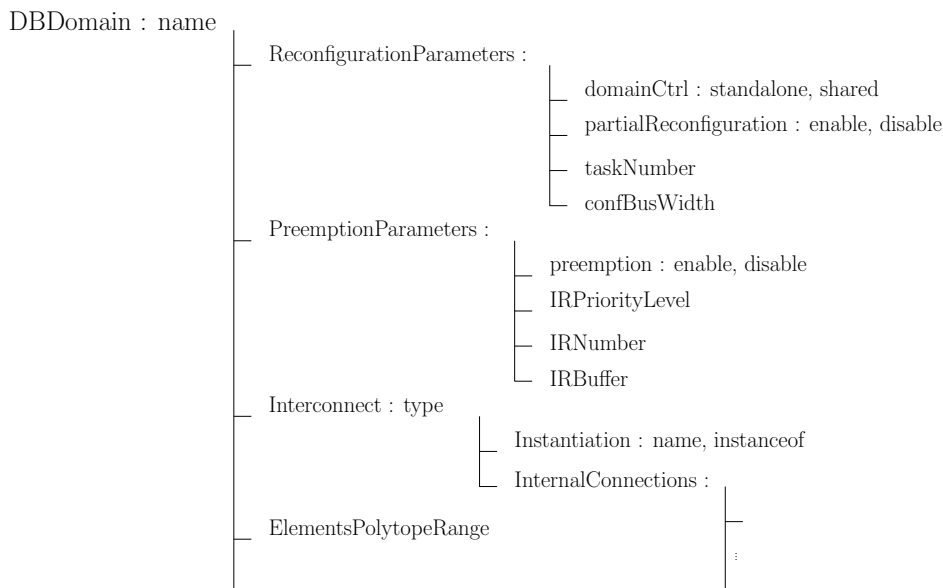 DBDomain : name
ReconfigurationParameters :
domainCtrl : standalone, shared
partialReconfiguration : enable, disable
taskNumber
confBusWidth
PreemptionParameters :
preemption : enable, disable
IRPriorityLevel
IRNumber
IRBuffer
Interconnect : type
Instantiation : name, instanceof
InternalConnections :
ElementsPolytopeRange
⋮